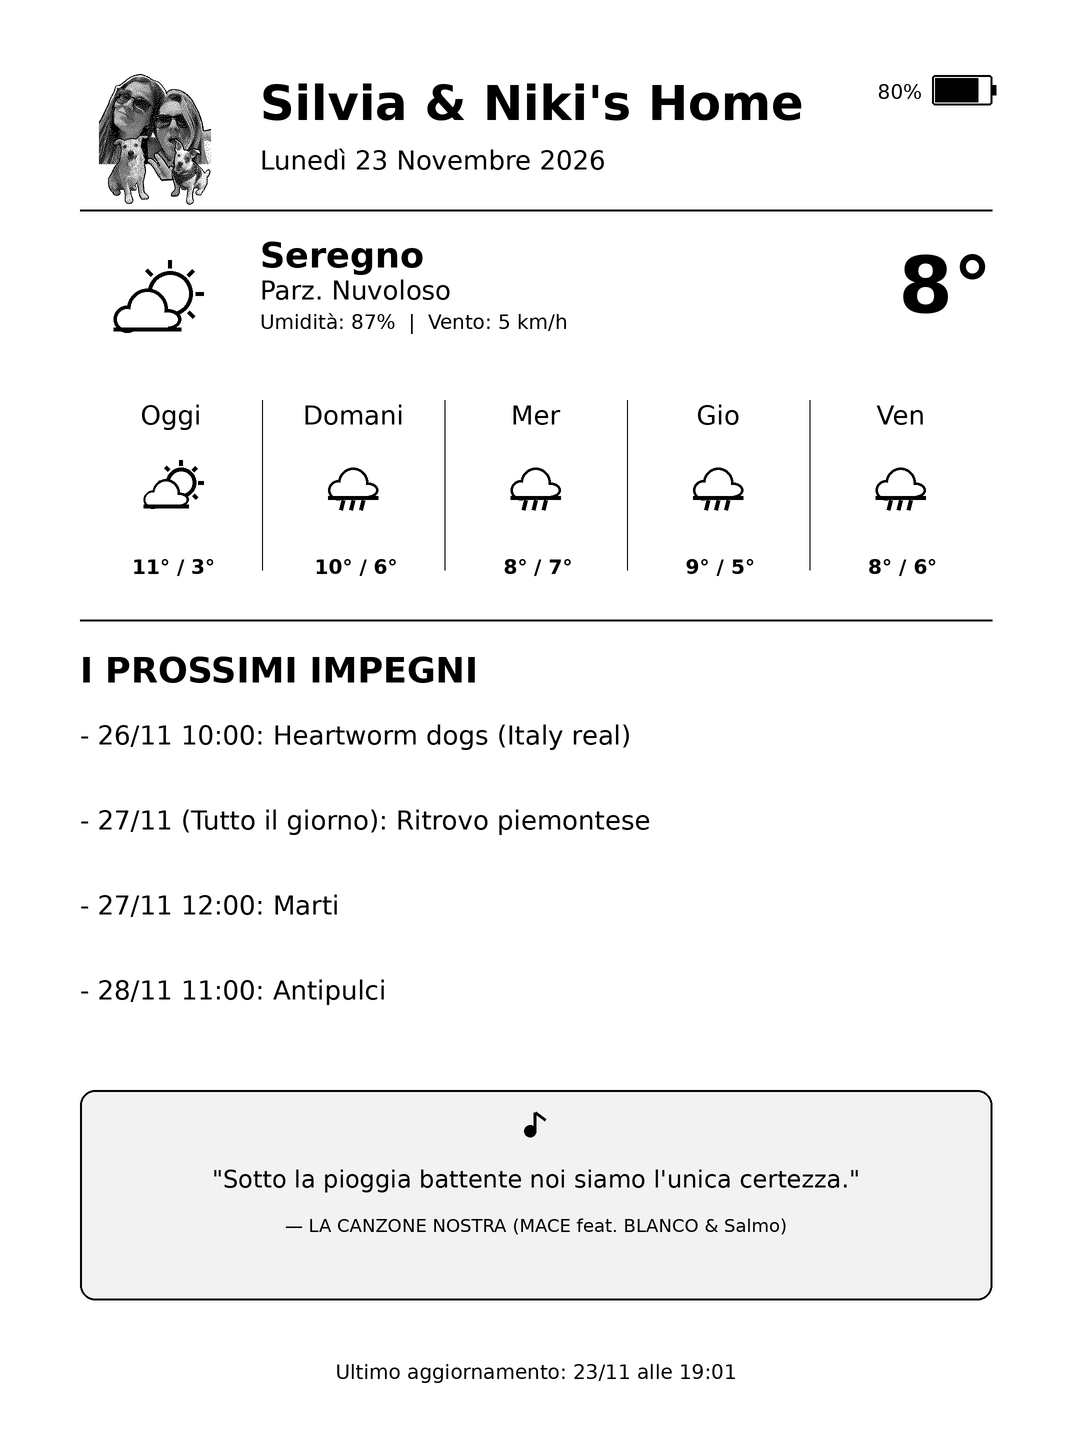 Silvia & Niki's Home
80%
Lunedì 23 Novembre 2026
Seregno
8°
Parz. Nuvoloso
Umidità: 87% | Vento: 5 km/h
Oggi Domani Mer Gio Ven
11° / 3° 10° / 6° 8° / 7° 9° / 5° 8° / 6°
I PROSSIMI IMPEGNI
- 26/11 10:00: Heartworm dogs (Italy real)
- 27/11 (Tutto il giorno): Ritrovo piemontese
- 27/11 12:00: Marti
- 28/11 11:00: Antipulci
"Sotto la pioggia battente noi siamo l'unica certezza."
— LA CANZONE NOSTRA (MACE feat. BLANCO & Salmo)
Ultimo aggiornamento: 23/11 alle 19:01